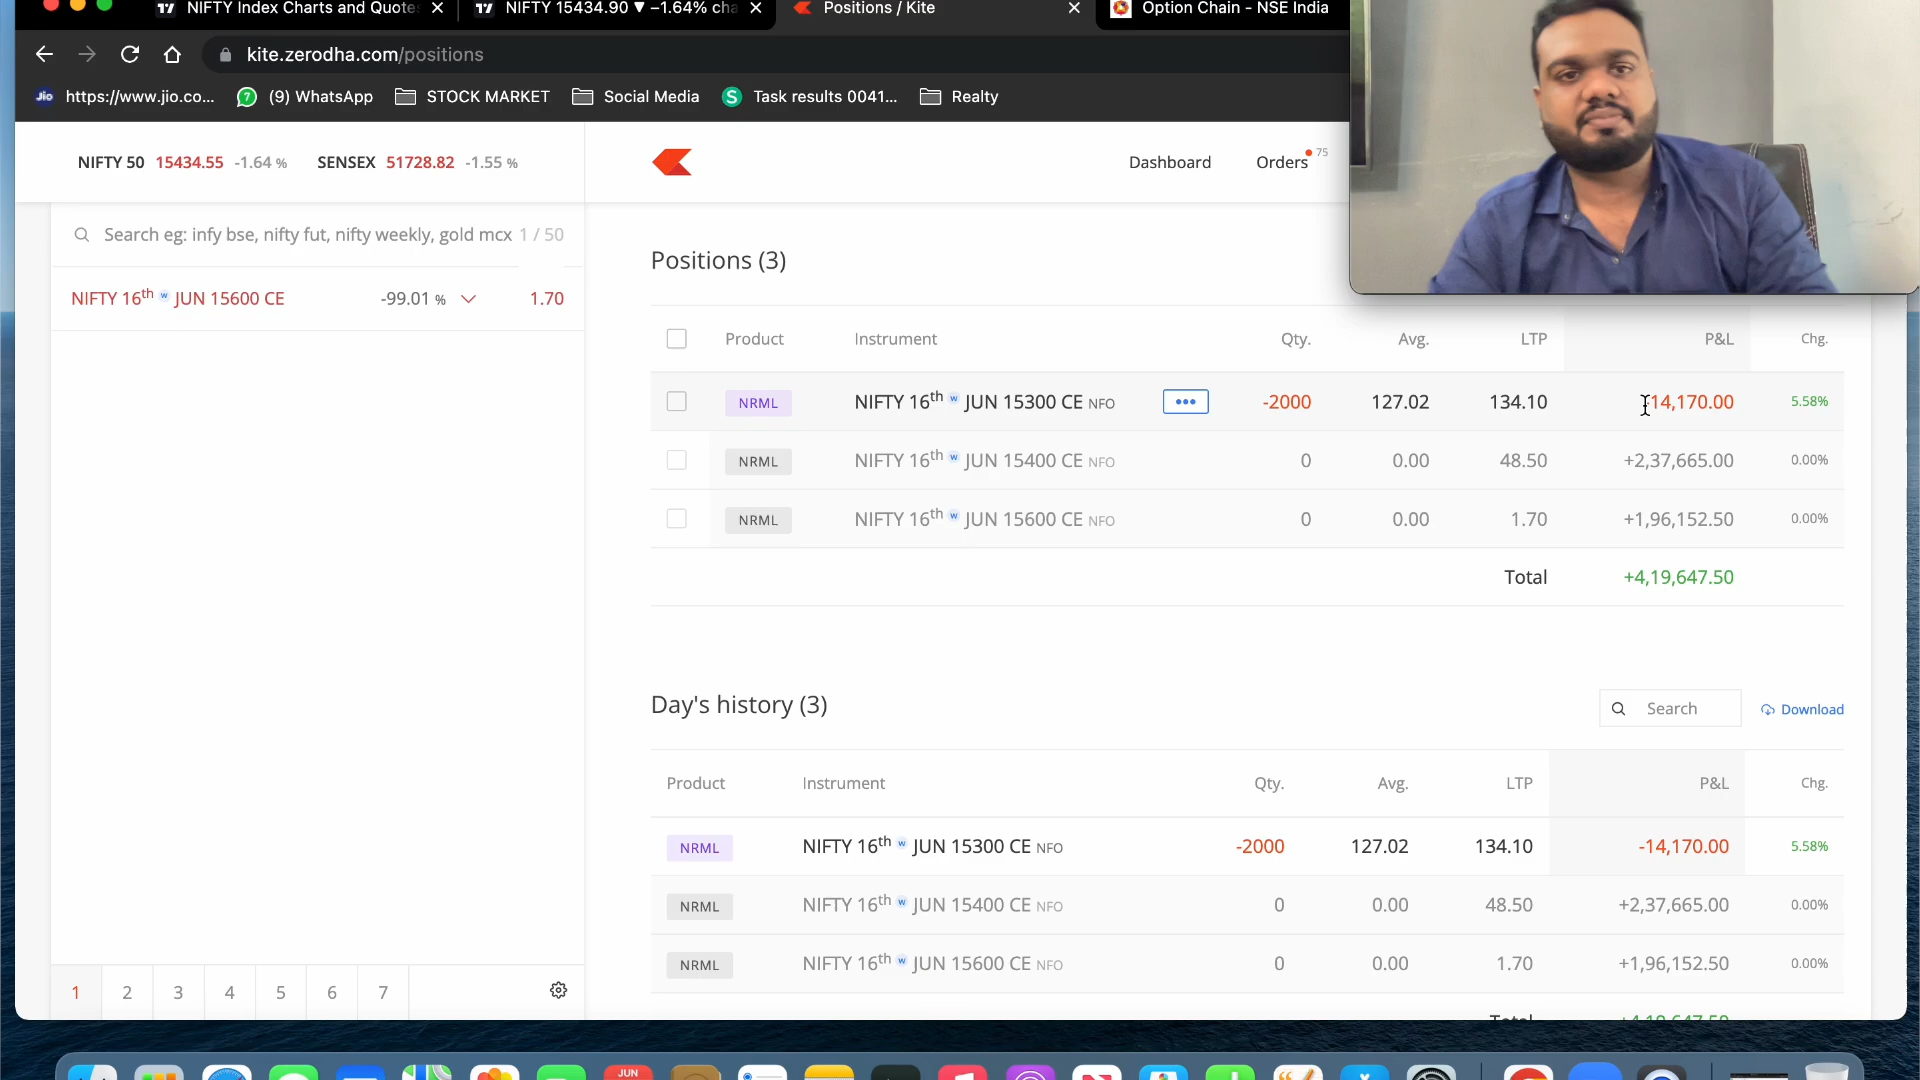 NIFTY Index Charts and Quote
NIFTY 15434.90 ▼ −1.64% cha
Positions / Kite
Option Chain - NSE India
kite.zerodha.com/positions
Jio https://www.jio.co...
7 (9) WhatsApp
STOCK MARKET
Social Media
S Task results 0041...
Realty
NIFTY 50 15434.55 -1.64 % SENSEX 51728.82 -1.55 %
Dashboard Orders 75
Search eg: infy bse, nifty fut, nifty weekly, gold mcx 1 / 50
NIFTY 16th w JUN 15600 CE -99.01 % 1.70
Positions (3)
Product Instrument Qty. Avg. LTP P&L Chg.
NRML NIFTY 16th w JUN 15300 CE NFO ••• -2000 127.02 134.10 -14,170.00 5.58%
NRML NIFTY 16th w JUN 15400 CE NFO 0 0.00 48.50 +2,37,665.00 0.00%
NRML NIFTY 16th w JUN 15600 CE NFO 0 0.00 1.70 +1,96,152.50 0.00%
Total +4,19,647.50
Day's history (3)
Search Download
Product Instrument Qty. Avg. LTP P&L Chg.
NRML NIFTY 16th w JUN 15300 CE NFO -2000 127.02 134.10 -14,170.00 5.58%
NRML NIFTY 16th w JUN 15400 CE NFO 0 0.00 48.50 +2,37,665.00 0.00%
NRML NIFTY 16th w JUN 15600 CE NFO 0 0.00 1.70 +1,96,152.50 0.00%
Total +4,19,647.50
1 2 3 4 5 6 7
JUN